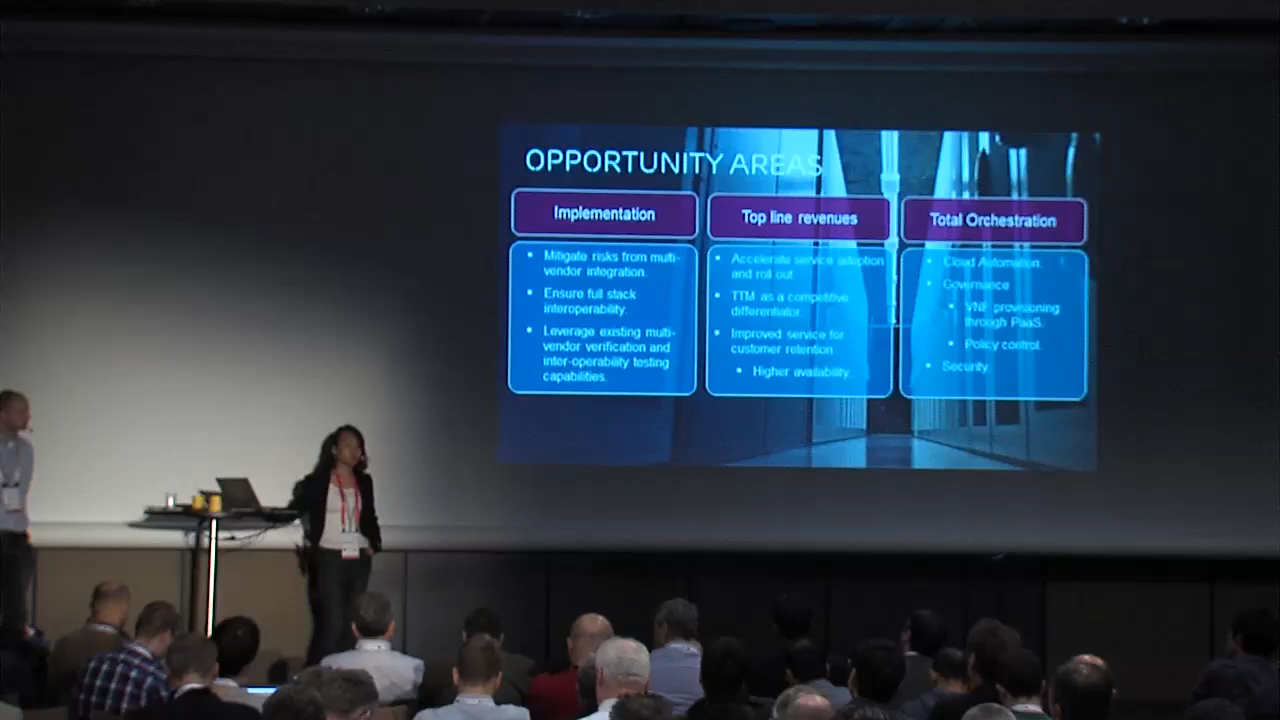 OPPORTUNITY AREAS
Implementation
• Mitigate risks from multi-
vendor integration.
• Ensure full stack
interoperability.
• Leverage existing multi-
vendor verification and
inter-operability testing
capabilities.
Top line revenues
• Accelerate service adoption
and roll out.
• TTM as a competitive
differentiator.
• Improved service for
customer retention
• Higher availability.
Total Orchestration
• Cloud Automation.
• Governance
• VNF provisioning
through PaaS.
• Policy control.
• Security.